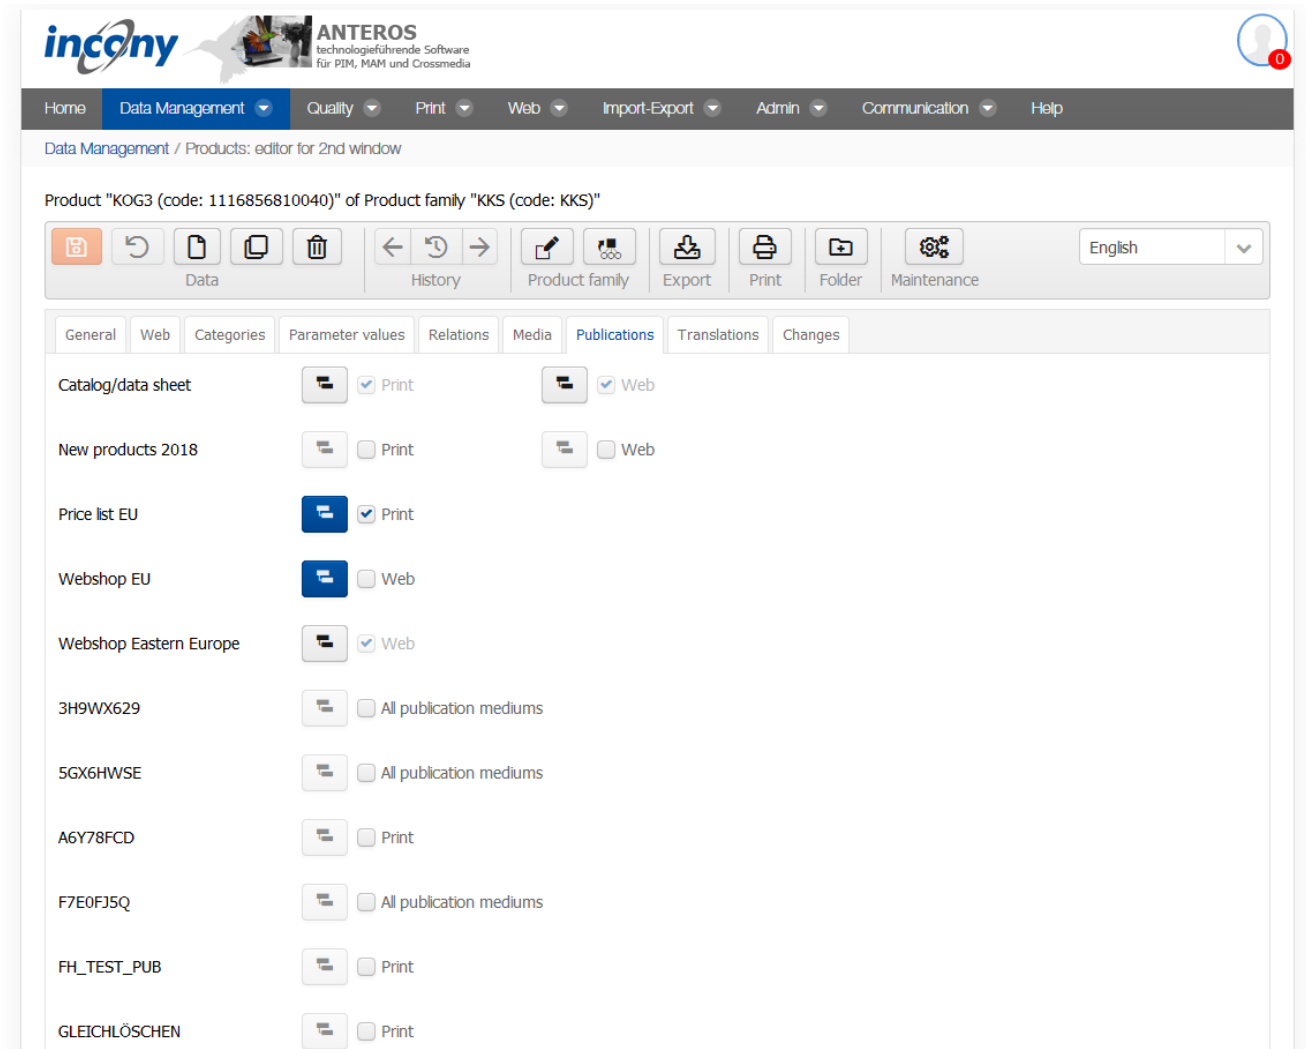 incony
ANTEROS
technologieführende Software
für PIM, MAM und Crossmedia
0
Home Data Management Quality Print Web Import-Export Admin Communication Help
Data Management / Products: editor for 2nd window
Product "KOG3 (code: 1116856810040)" of Product family "KKS (code: KKS)"
English
Data History Product family Export Print Folder Maintenance
General Web Categories Parameter values Relations Media Publications Translations Changes
Catalog/data sheet Print Web
New products 2018 Print Web
Price list EU Print
Webshop EU Web
Webshop Eastern Europe Web
3H9WX629 All publication mediums
5GX6HWSE All publication mediums
A6Y78FCD Print
F7E0FJ5Q All publication mediums
FH_TEST_PUB Print
GLEICHLÖSCHEN Print